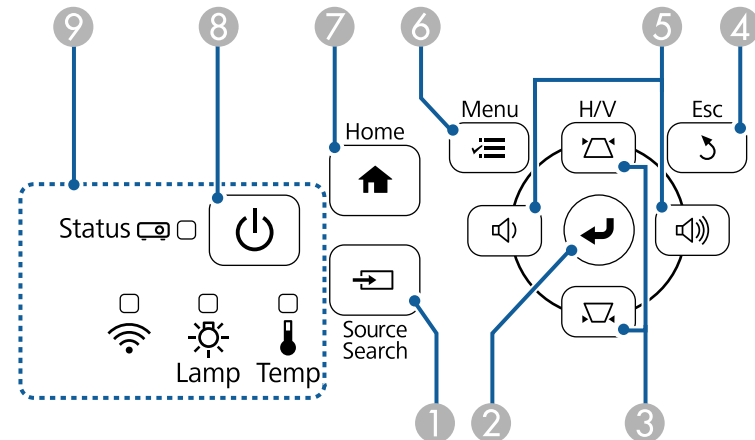 9 8 7 6 5 4
Menu H/V Esc
Home
Status
Source
Search
Lamp Temp
1 2 3